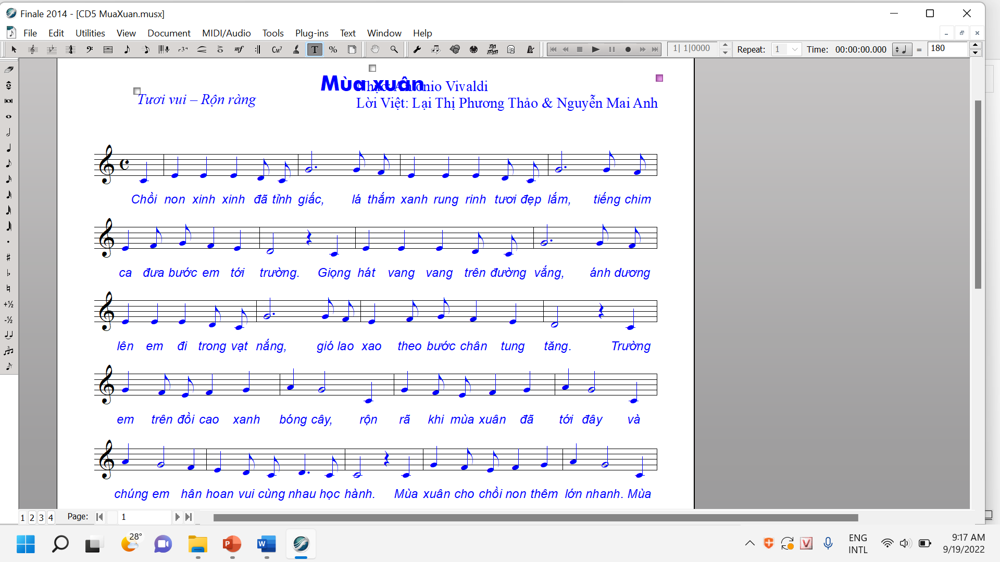 Finale 2014 - [CD5 MuaXuan.musx]
File Edit Utilities View Document MIDI/Audio Tools Plug-ins Text Window Help
1| 1|0000 Repeat: 1 Time: 00:00:00.000 = 180
Mùa xuân
Nhạc: Antonio Vivaldi
Tươi vui – Rộn ràng
Lời Việt: Lại Thị Phương Thảo & Nguyễn Mai Anh
Chồi non xinh xinh đã tỉnh giấc, lá thắm xanh rung rinh tươi đẹp lắm, tiếng chim
ca đưa bước em tới trường. Giọng hát vang vang trên đường vắng, ánh dương
lên em đi trong vạt nắng, gió lao xao theo bước chân tung tăng. Trường
em trên đồi cao xanh bóng cây, rộn rã khi mùa xuân đã tới đây và
chúng em hân hoan vui cùng nhau học hành. Mùa xuân cho chồi non thêm lớn nhanh. Mùa
1 2 3 4 Page: 1
28°
ENG
INTL
9:17 AM
9/19/2022